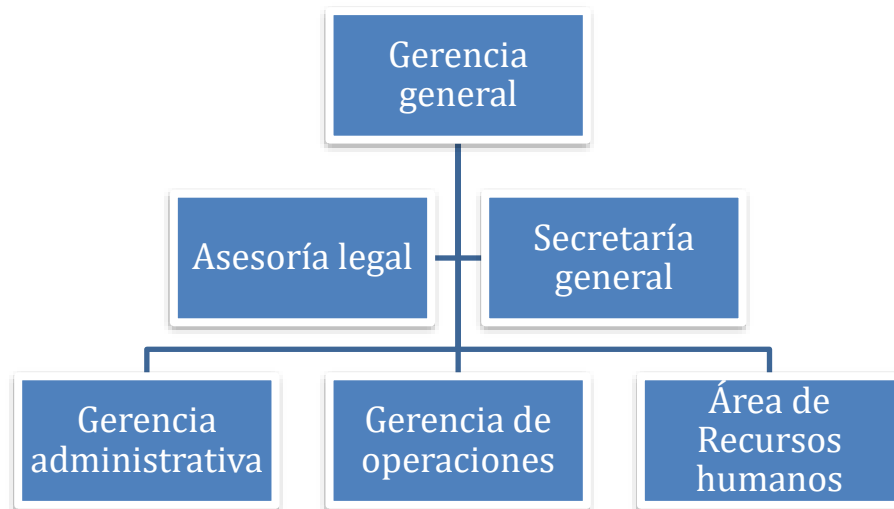 Gerencia
general
Asesoría legal
Secretaría
general
Gerencia
administrativa
Gerencia de
operaciones
Área de
Recursos
humanos